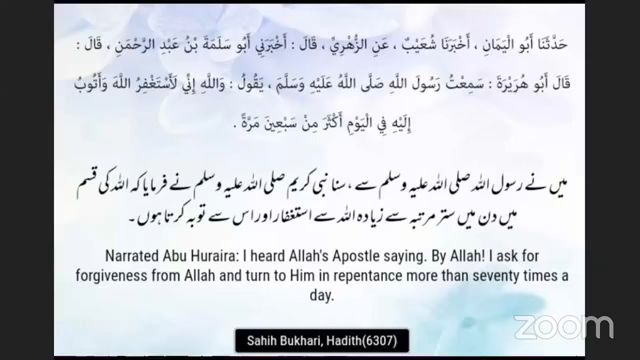 حَدَّثَنَا أَبُو الْيَمَانِ ، أَخْبَرَنَا شُعَيْبٌ ، عَنِ الزُّهْرِيِّ ، قَالَ : أَخْبَرَنِي أَبُو سَلَمَةَ بْنُ عَبْدِ الرَّحْمَنِ ، قَالَ :
قَالَ أَبُو هُرَيْرَةَ : سَمِعْتُ رَسُولَ اللَّهِ صَلَّى اللَّهُ عَلَيْهِ وَسَلَّمَ ، يَقُولُ : وَاللَّهِ إِنِّي لَأَسْتَغْفِرُ اللَّهَ وَأَتُوبُ
إِلَيْهِ فِي الْيَوْمِ أَكْثَرَ مِنْ سَبْعِينَ مَرَّةً .
میں نے رسول اللہ صلی اللہ علیہ وسلم سے ، سنا نبی کریم صلی اللہ علیہ وسلم نے فرمایا کہ اللہ کی قسم
میں دن میں ستر مرتبہ سے زیادہ اللہ سے استغفار اور اس سے توبہ کرتا ہوں ۔
Narrated Abu Huraira: I heard Allah's Apostle saying. By Allah! I ask for
forgiveness from Allah and turn to Him in repentance more than seventy times a
day.
Sahih Bukhari, Hadith(6307)
zoom